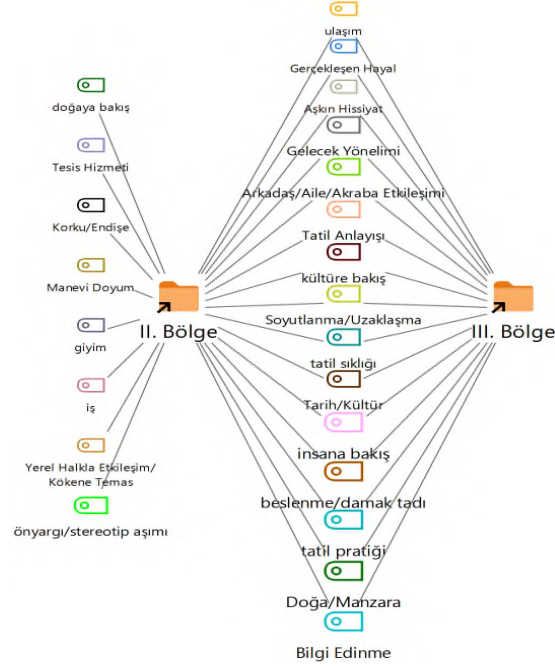 ulaşım
Gerçekleşen Hayal
Aşkın Hissiyat
Gelecek Yönelimi
Arkadaş/Aile/Akraba Etkileşimi
Tatil Anlayışı
kültüre bakış
Soyutlanma/Uzaklaşma
tatil sıklığı
Tarih/Kültür
insana bakış
beslenme/damak tadı
tatil pratiği
Doğa/Manzara
Bilgi Edinme
doğaya bakış
Tesis Hizmeti
Korku/Endişe
Manevi Doyum
giyim
iş
Yerel Halkla Etkileşim/
Kökene Temas
önyargı/stereotip aşımı
II. Bölge
III. Bölge